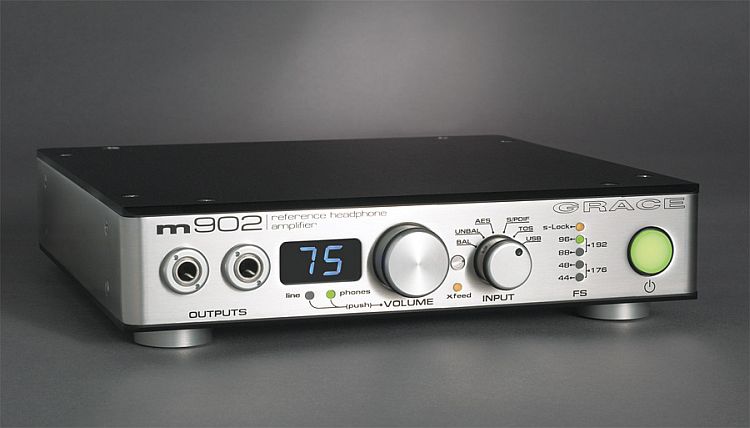 m902 reference headphone
amplifier
GRACE
75
line
phones
(push)
VOLUME
OUTPUTS
BAL
UNBAL
AES
S/PDIF
TOS
USB
xfeed
INPUT
s-Lock
96
88
192
48
44
176
FS